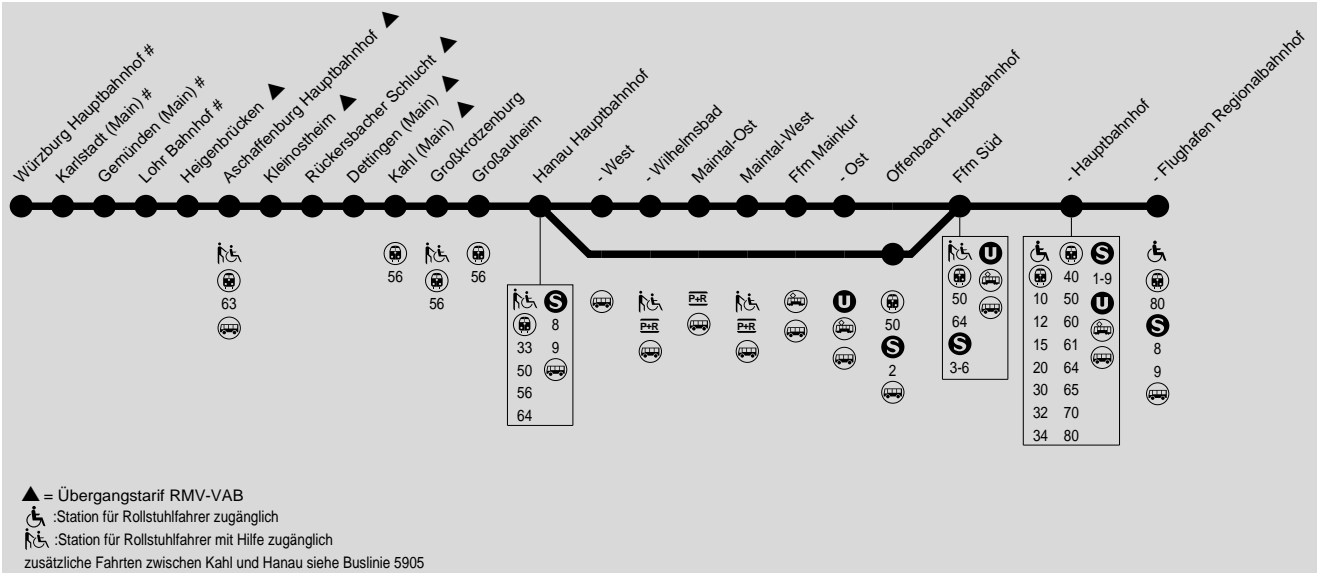 Würzburg Hauptbahnhof #
Karlstadt (Main) #
Gemünden (Main) #
Lohr Bahnhof #
Heigenbrücken ▲
Aschaffenburg Hauptbahnhof ▲
Kleinostheim ▲
Rückersbacher Schlucht ▲
Dettingen (Main) ▲
Kahl (Main) ▲
Großkrotzenburg
Großauheim
Hanau Hauptbahnhof
- West
- Wilhelmsbad
Maintal-Ost
Maintal-West
Ffm Mainkur
- Ost
Offenbach Hauptbahnhof
Ffm Süd
- Hauptbahnhof
- Flughafen Regionalbahnhof
63
56
56
56
S
8
33 9
50
56
64
P+R
P+R
P+R
U
50
S
2
U
50
64
S
3-6
S
40 1-9
10 50 U
12 60
15 61
20 64
30 65
32 70
34 80
80
S
8
9
▲ = Übergangstarif RMV-VAB
:Station für Rollstuhlfahrer zugänglich
:Station für Rollstuhlfahrer mit Hilfe zugänglich
zusätzliche Fahrten zwischen Kahl und Hanau siehe Buslinie 5905